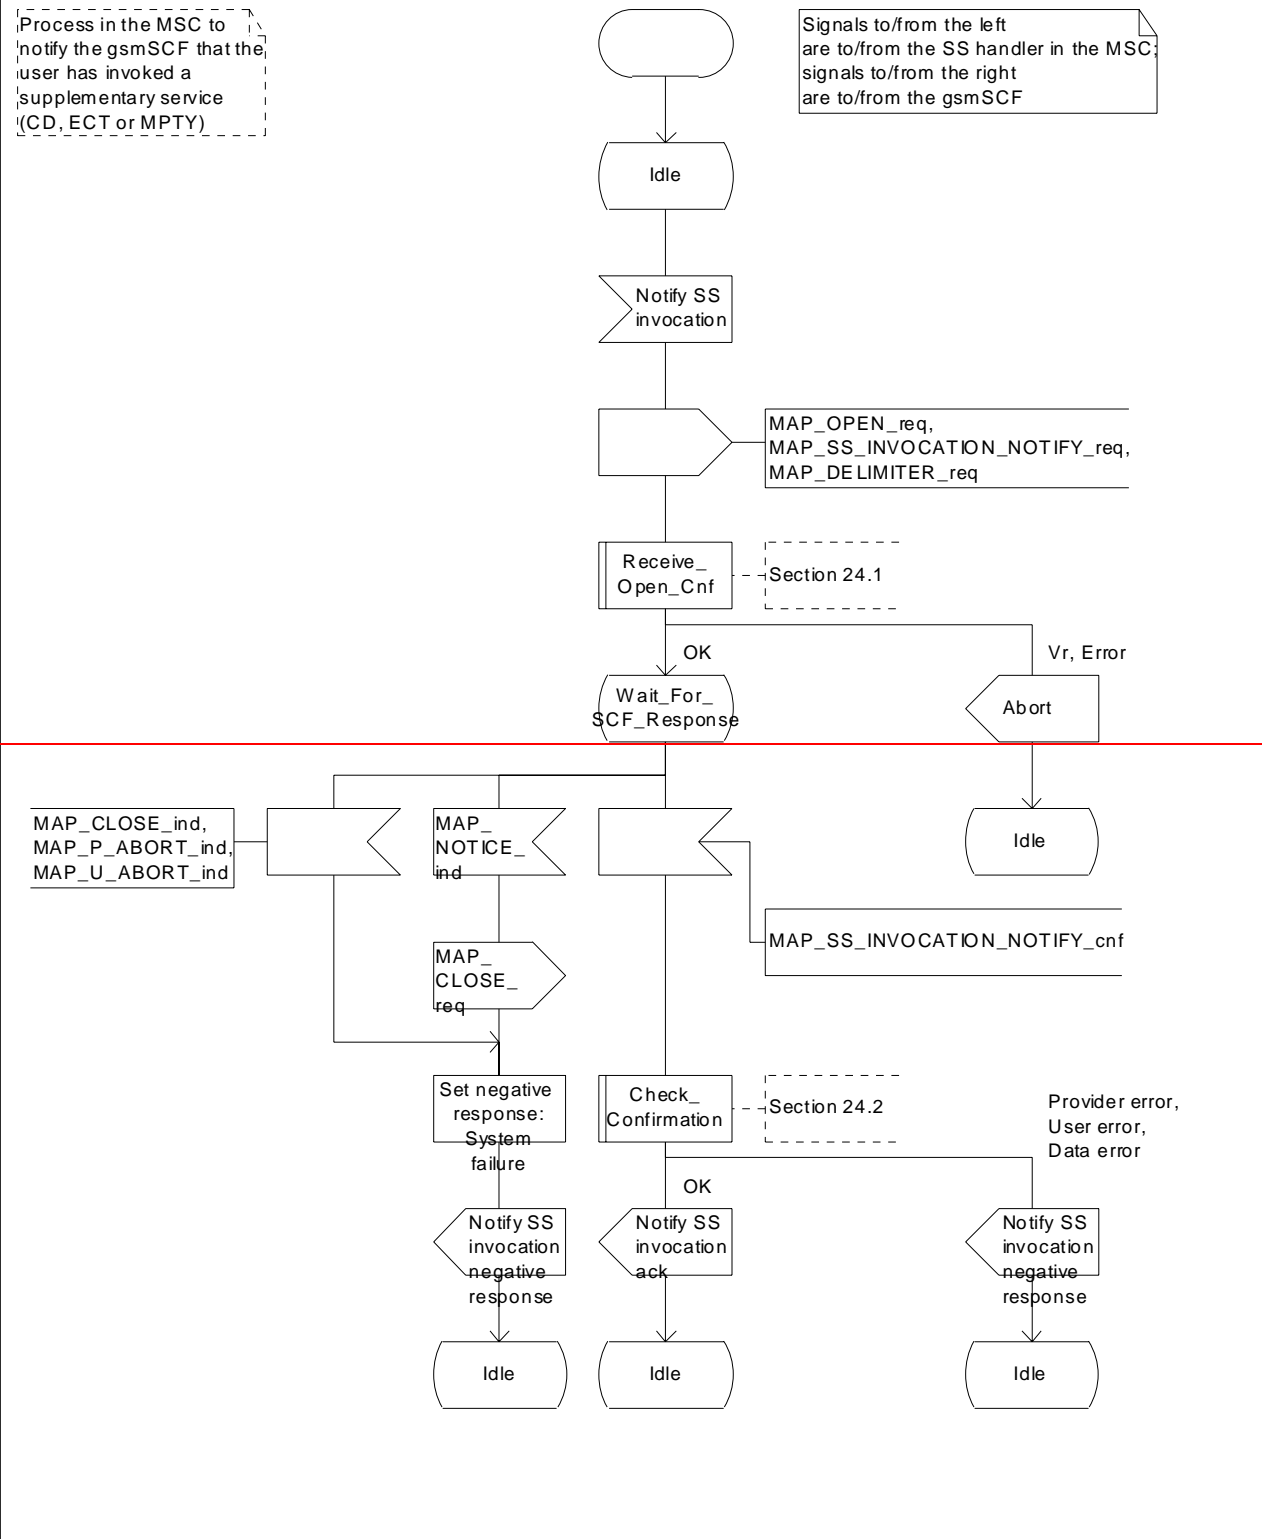 Process in the MSC to
notify the gsmSCF that the
user has invoked a
supplementary service
(CD, ECT or MPTY)
Signals to/from the left
are to/from the SS handler in the MSC;
signals to/from the right
are to/from the gsmSCF
Idle
Notify SS
invocation
MAP_OPEN_req,
MAP_SS_INVOCATION_NOTIFY_req,
MAP_DELIMITER_req
Receive_
Open_Cnf
Section 24.1
OK
Vr, Error
Wait_For_
SCF_Response
Abort
MAP_CLOSE_ind,
MAP_P_ABORT_ind,
MAP_U_ABORT_ind
MAP_
NOTICE_
ind
Idle
MAP_SS_INVOCATION_NOTIFY_cnf
MAP_
CLOSE_
req
Set negative
response:
System
failure
Check_
Confirmation
Section 24.2
Provider error,
User error,
Data error
OK
Notify SS
invocation
negative
response
Notify SS
invocation
ack
Notify SS
invocation
negative
response
Idle
Idle
Idle